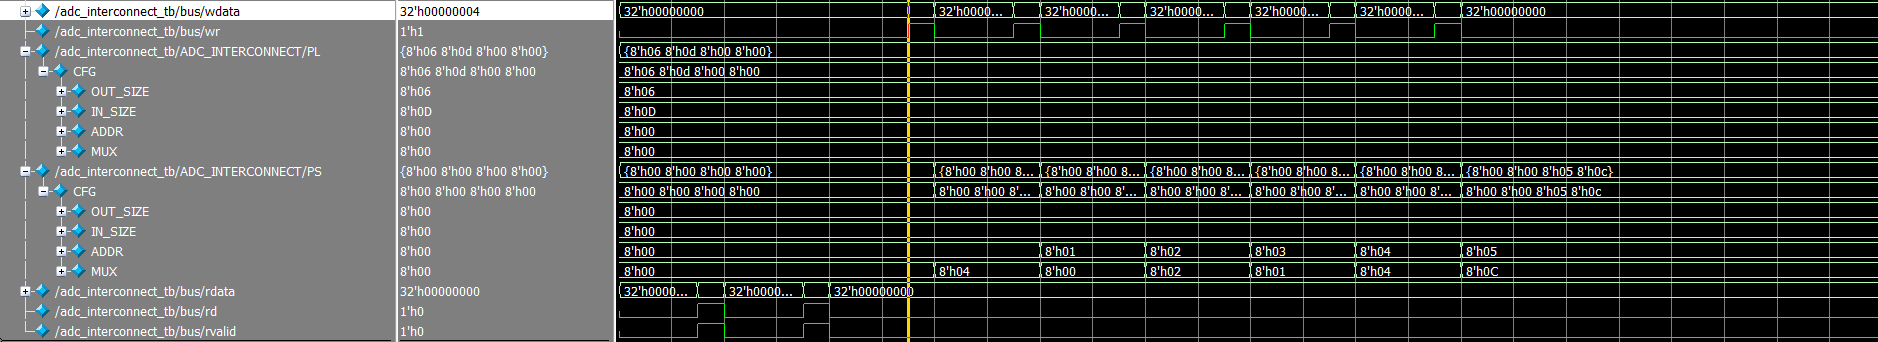 /adc_interconnect_tb/bus/wdata 32'h00000004 32'h00000000 32'h0000... 32'h0000... 32'h0000... 32'h0000... 32'h0000... 32'h00000000
/adc_interconnect_tb/bus/wr 1'h1
/adc_interconnect_tb/ADC_INTERCONNECT/PL {8'h06 8'h0d 8'h00 8'h00} {8'h06 8'h0d 8'h00 8'h00}
CFG 8'h06 8'h0d 8'h00 8'h00 8'h06 8'h0d 8'h00 8'h00
OUT_SIZE 8'h06 8'h06
IN_SIZE 8'h0D 8'h0D
ADDR 8'h00 8'h00
MUX 8'h00 8'h00
/adc_interconnect_tb/ADC_INTERCONNECT/PS {8'h00 8'h00 8'h00 8'h00} {8'h00 8'h00 8'h00 8'h00} {8'h00 8'h00 8... {8'h00 8'h00 8... {8'h00 8'h00 8... {8'h00 8'h00 8... {8'h00 8'h00 8... {8'h00 8'h00 8'h05 8'h0c}
CFG 8'h00 8'h00 8'h00 8'h00 8'h00 8'h00 8'h00 8'h00 8'h00 8'h00 8'... 8'h00 8'h00 8'... 8'h00 8'h00 8'... 8'h00 8'h00 8'... 8'h00 8'h00 8'... 8'h00 8'h00 8'h05 8'h0c
OUT_SIZE 8'h00 8'h00
IN_SIZE 8'h00 8'h00
ADDR 8'h00 8'h00 8'h01 8'h02 8'h03 8'h04 8'h05
MUX 8'h00 8'h00 8'h04 8'h00 8'h02 8'h01 8'h04 8'h0C
/adc_interconnect_tb/bus/rdata 32'h00000000 32'h0000... 32'h0000... 32'h00000000
/adc_interconnect_tb/bus/rd 1'h0
/adc_interconnect_tb/bus/rvalid 1'h0